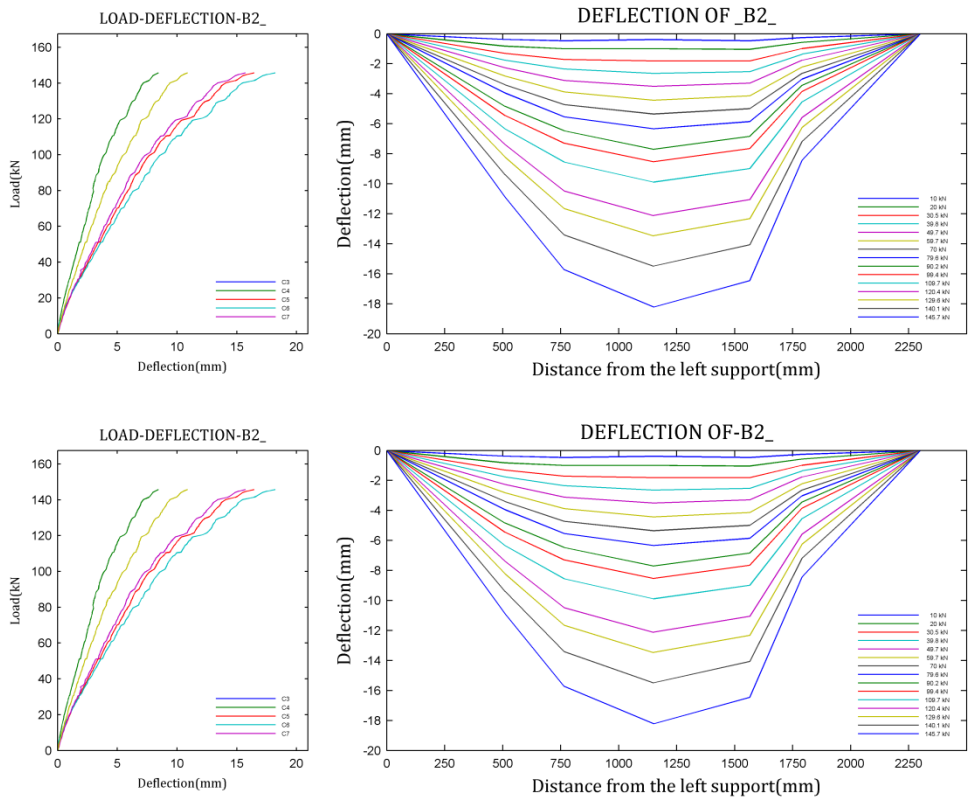 LOAD-DEFLECTION-B2_
160
140
120
100
80
60
40
20
0
Load(kN
C3
C4
C5
C6
C7
0 5 10 15 20
Deflection(mm)
DEFLECTION OF _B2_
0
-2
-4
-6
-8
-10
-12
-14
-16
-18
-20
Deflection(mm)
10 kN
20 kN
30.5 kN
39.8 kN
49.7 kN
59.7 kN
70 kN
79.6 kN
90.2 kN
99.4 kN
109.7 kN
120.4 kN
129.6 kN
140.1 kN
145.7 kN
0 250 500 750 1000 1250 1500 1750 2000 2250
Distance from the left support(mm)
LOAD-DEFLECTION-B2_
160
140
120
100
80
60
40
20
0
Load(kN
C3
C4
C5
C6
C7
0 5 10 15 20
Deflection(mm)
DEFLECTION OF-B2_
0
-2
-4
-6
-8
-10
-12
-14
-16
-18
-20
Deflection(mm)
10 kN
20 kN
30.5 kN
39.8 kN
49.7 kN
59.7 kN
70 kN
79.6 kN
90.2 kN
99.4 kN
109.7 kN
120.4 kN
129.6 kN
140.1 kN
145.7 kN
0 250 500 750 1000 1250 1500 1750 2000 2250
Distance from the left support(mm)